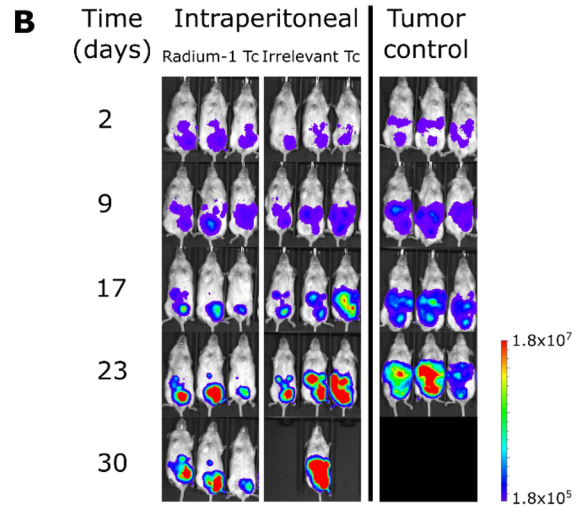 B
Time
(days)
Intraperitoneal
Radium-1 Tc
Irrelevant Tc
Tumor
control
2
9
17
23
30
1.8x10⁷
1.8x10⁵